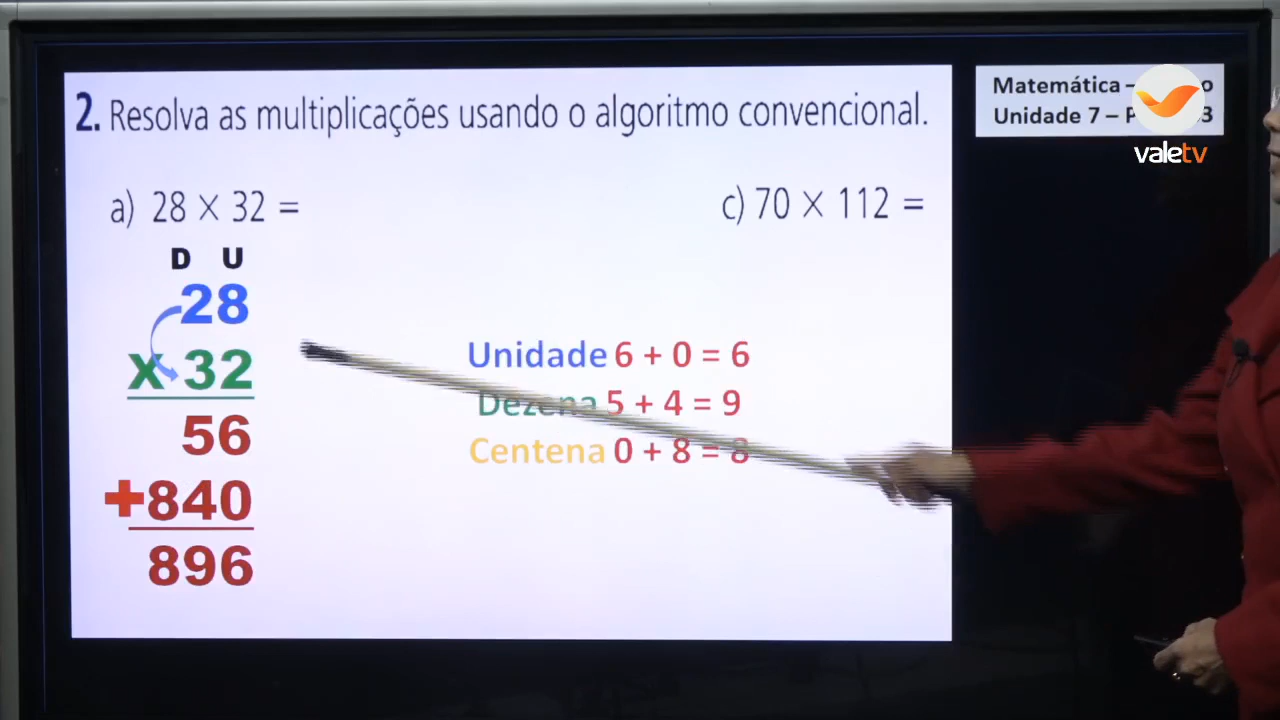 2. Resolva as multiplicações usando o algoritmo convencional.
a) 28 × 32 =
D U
28
x 32
56
+840
896
Unidade 6 + 0 = 6
Dezena 5 + 4 = 9
Centena 0 + 8 = 8
c) 70 × 112 =
Matemática –
Unidade 7 –
valetv